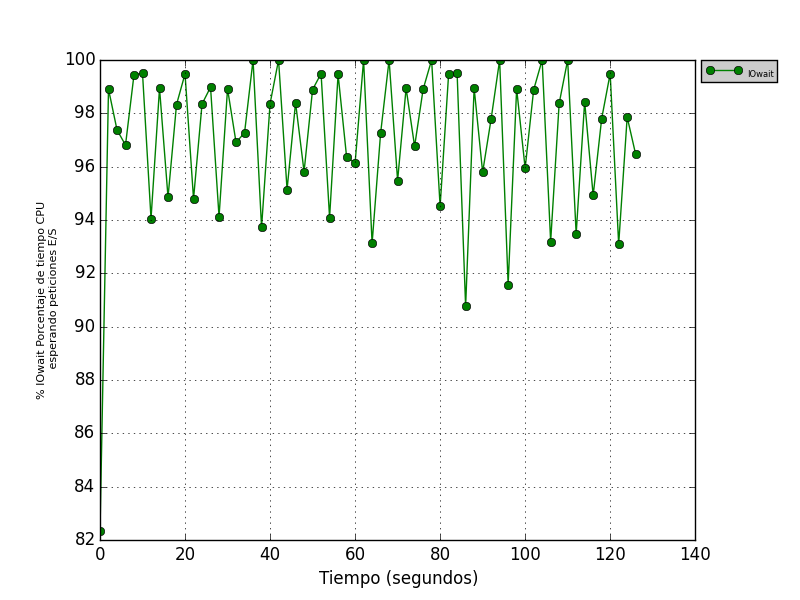 100
98
96
94
92
90
88
86
84
82
0 20 40 60 80 100 120 140
Tiempo (segundos)
% IOwait Porcentaje de tiempo CPU
esperando peticiones E/S
IOwait